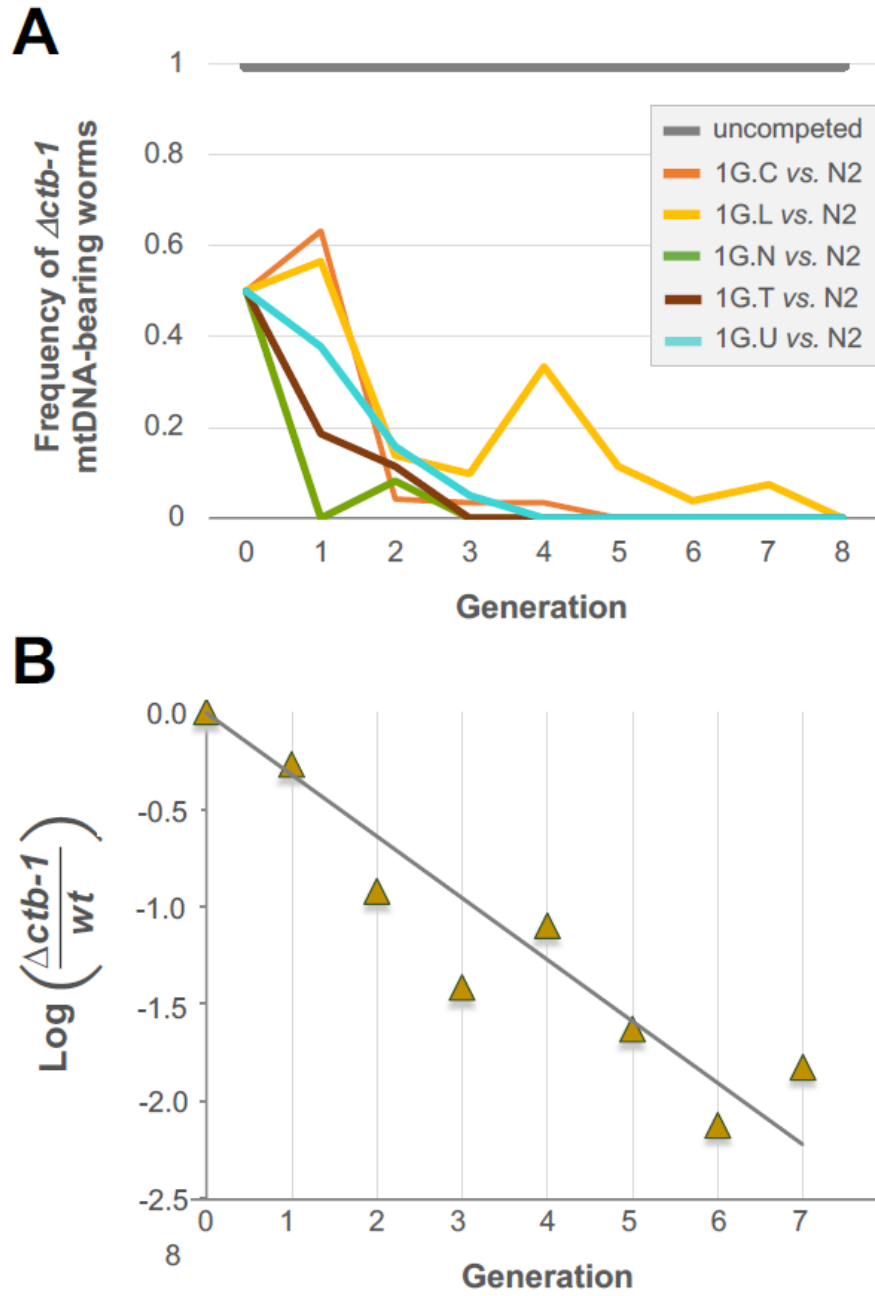 A
Frequency of Δctb-1
mtDNA-bearing worms
1
0.8
0.6
0.4
0.2
0
uncompeted
1G.C vs. N2
1G.L vs. N2
1G.N vs. N2
1G.T vs. N2
1G.U vs. N2
0 1 2 3 4 5 6 7 8
Generation
B
Log (Δctb-1
wt)
0.0
-0.5
-1.0
-1.5
-2.0
-2.5
0 1 2 3 4 5 6 7
8
Generation